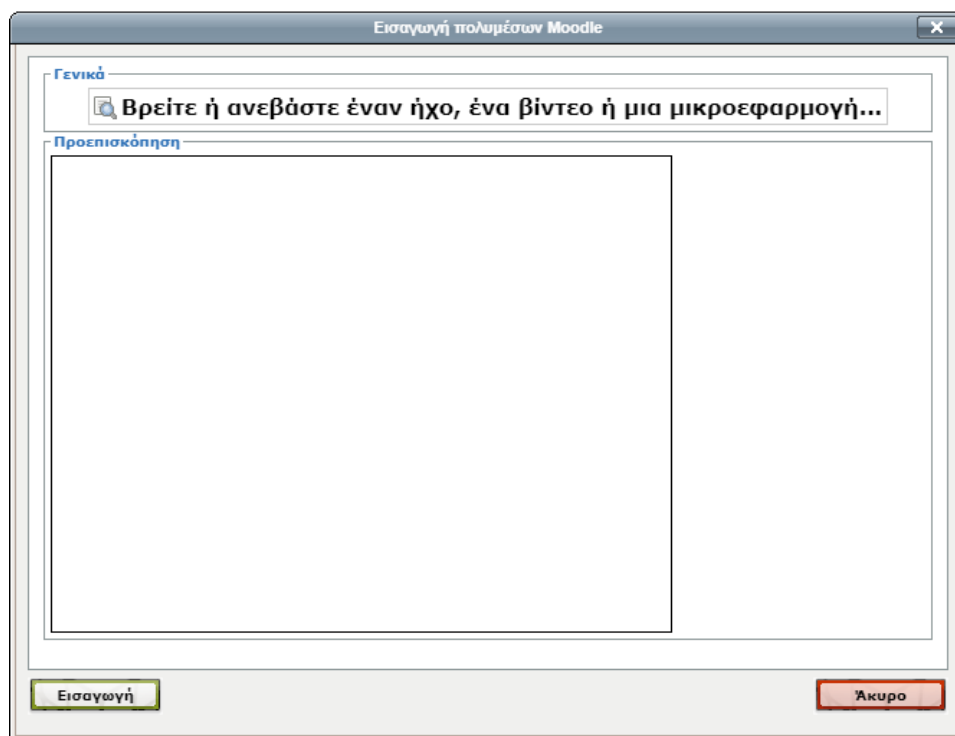 Εισαγωγή πολυμέσων Moodle
Γενικά
Βρείτε ή ανεβάστε έναν ήχο, ένα βίντεο ή μια μικροεφαρμογή...
Προεπισκόπηση
Εισαγωγή
Άκυρο